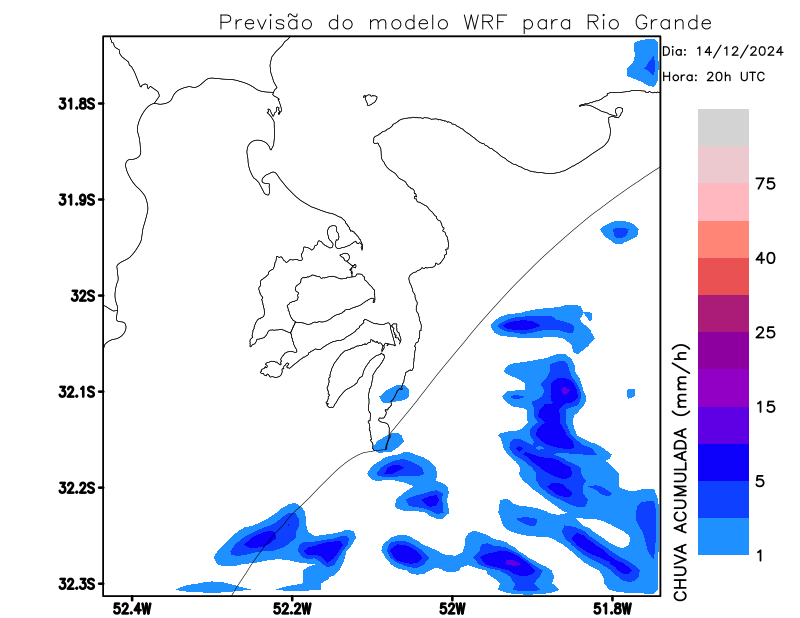 Previsão do modelo WRF para Rio Grande
Dia: 14/12/2024
Hora: 20h UTC
31.8S
31.9S
32S
32.1S
32.2S
32.3S
52.4W
52.2W
52W
51.8W
75
40
25
15
5
1
CHUVA ACUMULADA (mm/h)